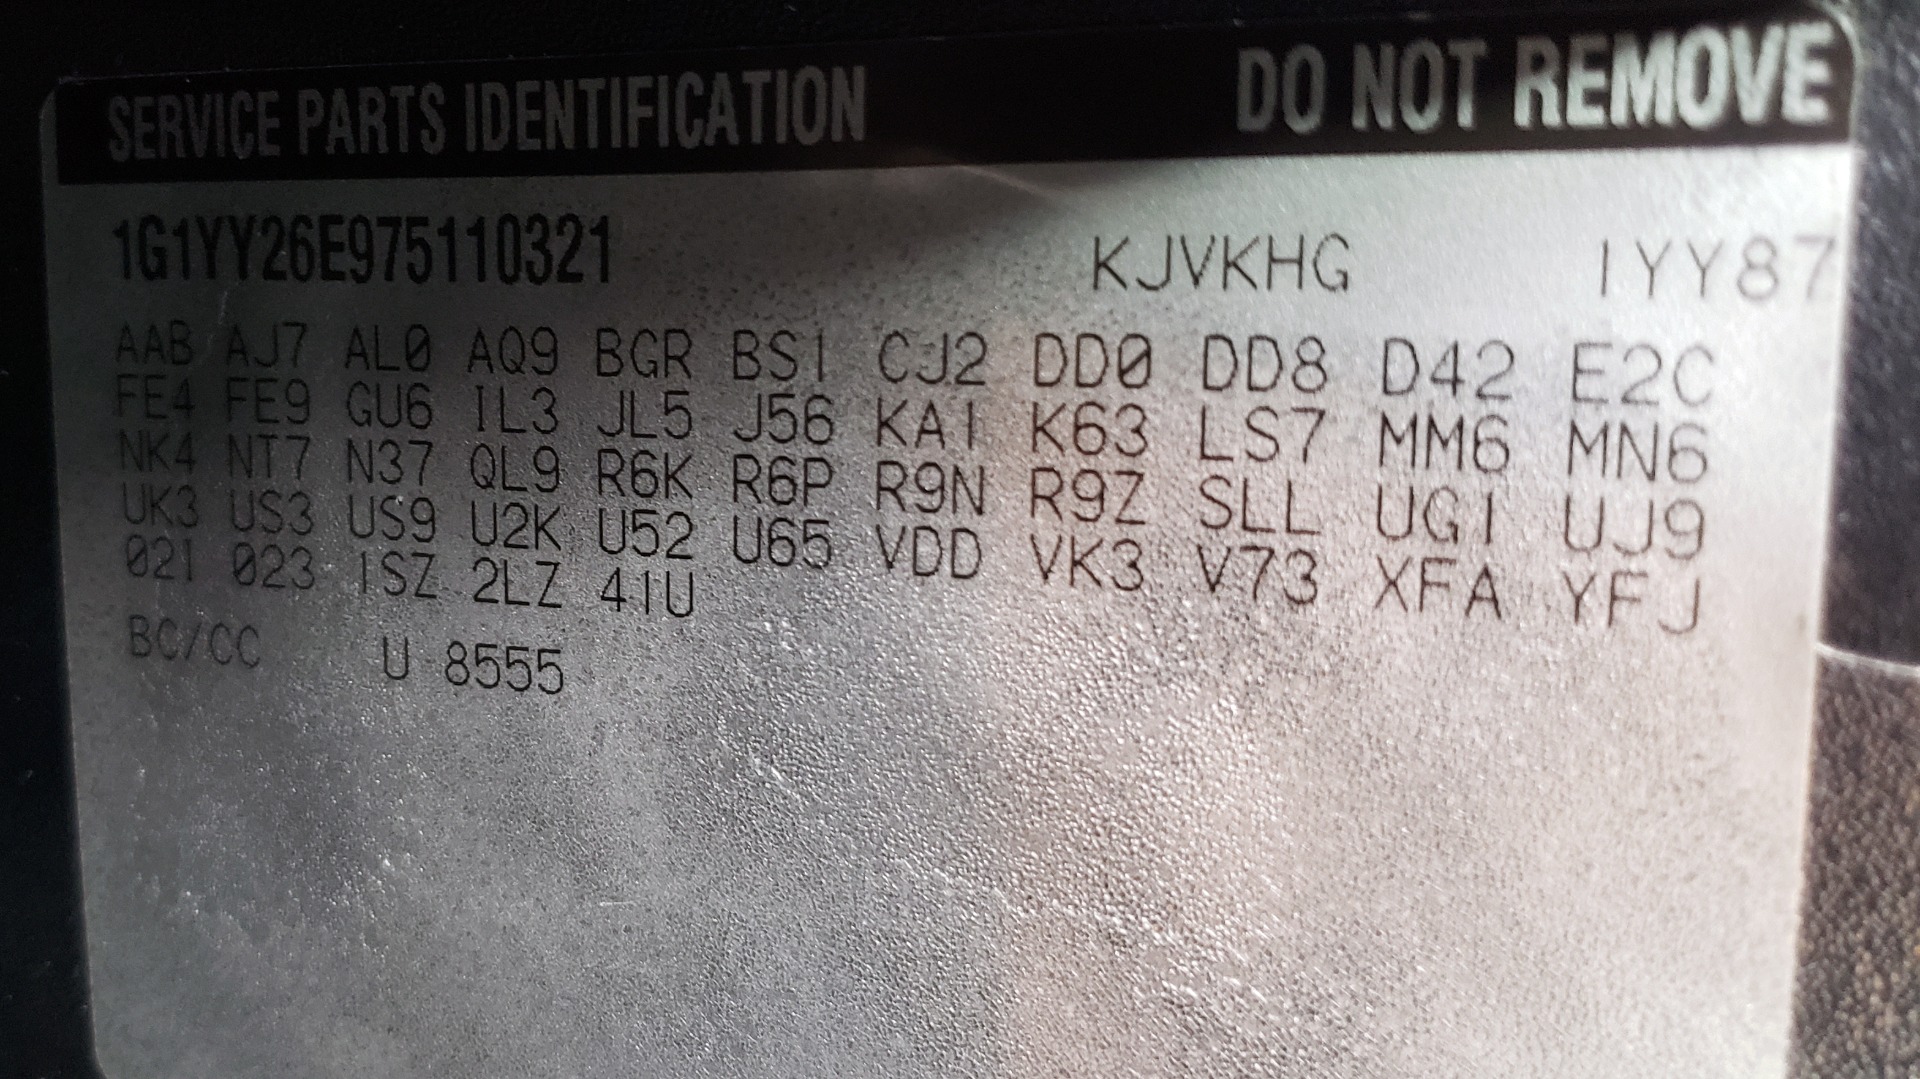 SERVICE PARTS IDENTIFICATION DO NOT REMOVE
1G1YY26E975110321 KJVKHG 1YY87
AAB AJ7 AL0 AQ9 BGR BS1 CJ2 DD0 DD8 D42 E2C
FE4 FE9 GU6 IL3 JL5 J56 KA1 K63 LS7 MM6 MN6
NK4 NT7 N37 QL9 R6K R6P R9N R9Z SLL UG1 UJ9
UK3 US3 US9 U2K U52 U65 VDD VK3 V73 XFA YFJ
021 023 1SZ 2LZ 41U
BC/CC U 8555